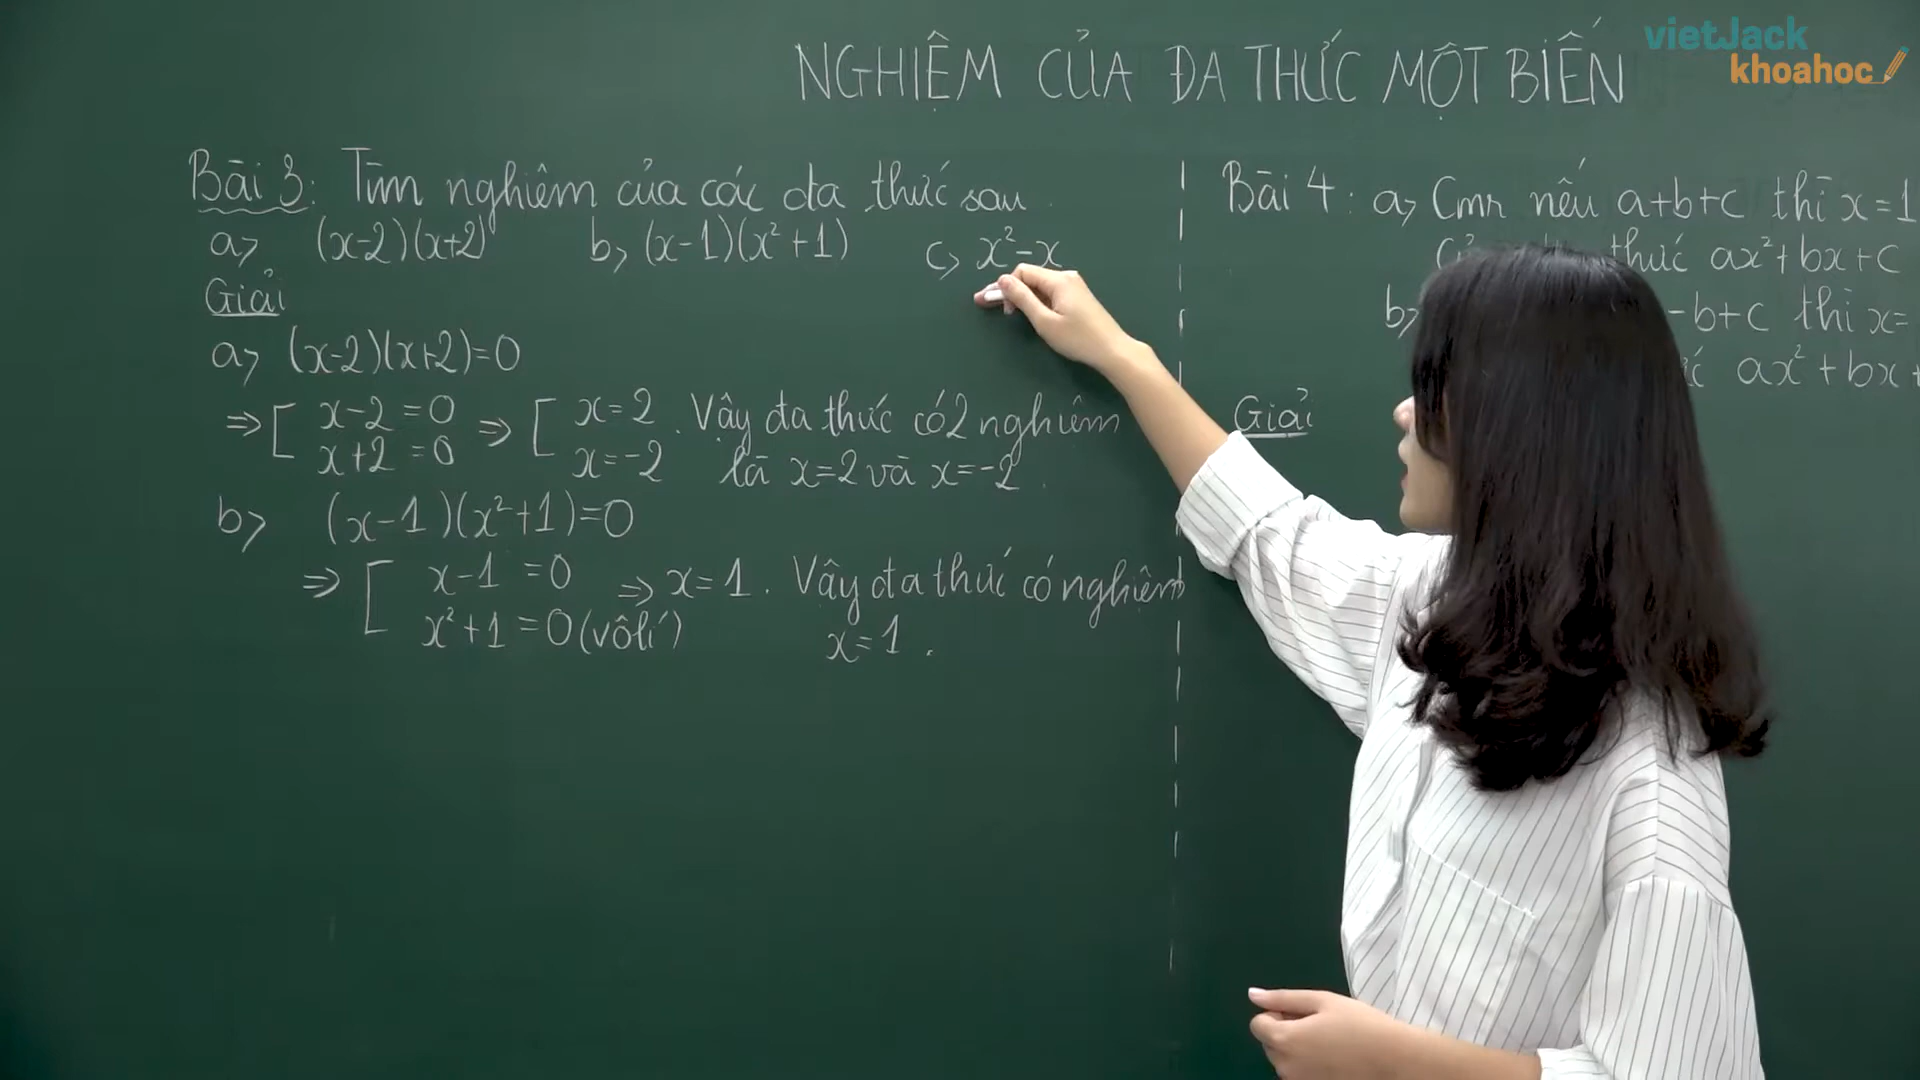 vietJack
khoahoc
NGHIỆM CỦA ĐA THỨC MỘT BIẾN
Bài 3: Tìm nghiệm của các đa thức sau
a> (x-2)(x+2) b> (x-1)(x²+1) c> x²-x
Giải
a> (x-2)(x+2)=0
=> [ x-2=0 => [ x=2 . Vậy đa thức có 2 nghiệm
x+2=0 x=-2 là x=2 và x=-2.
b> (x-1)(x²+1)=0
=> [ x-1=0 => x=1. Vậy đa thức có nghiệm
x²+1=0 (vô lí) x=1.
Bài 4: a> Cmr nếu a+b+c thì x=1
thức ax²+bx+c
b> -b+c thì x=
ax²+bx+
Giải